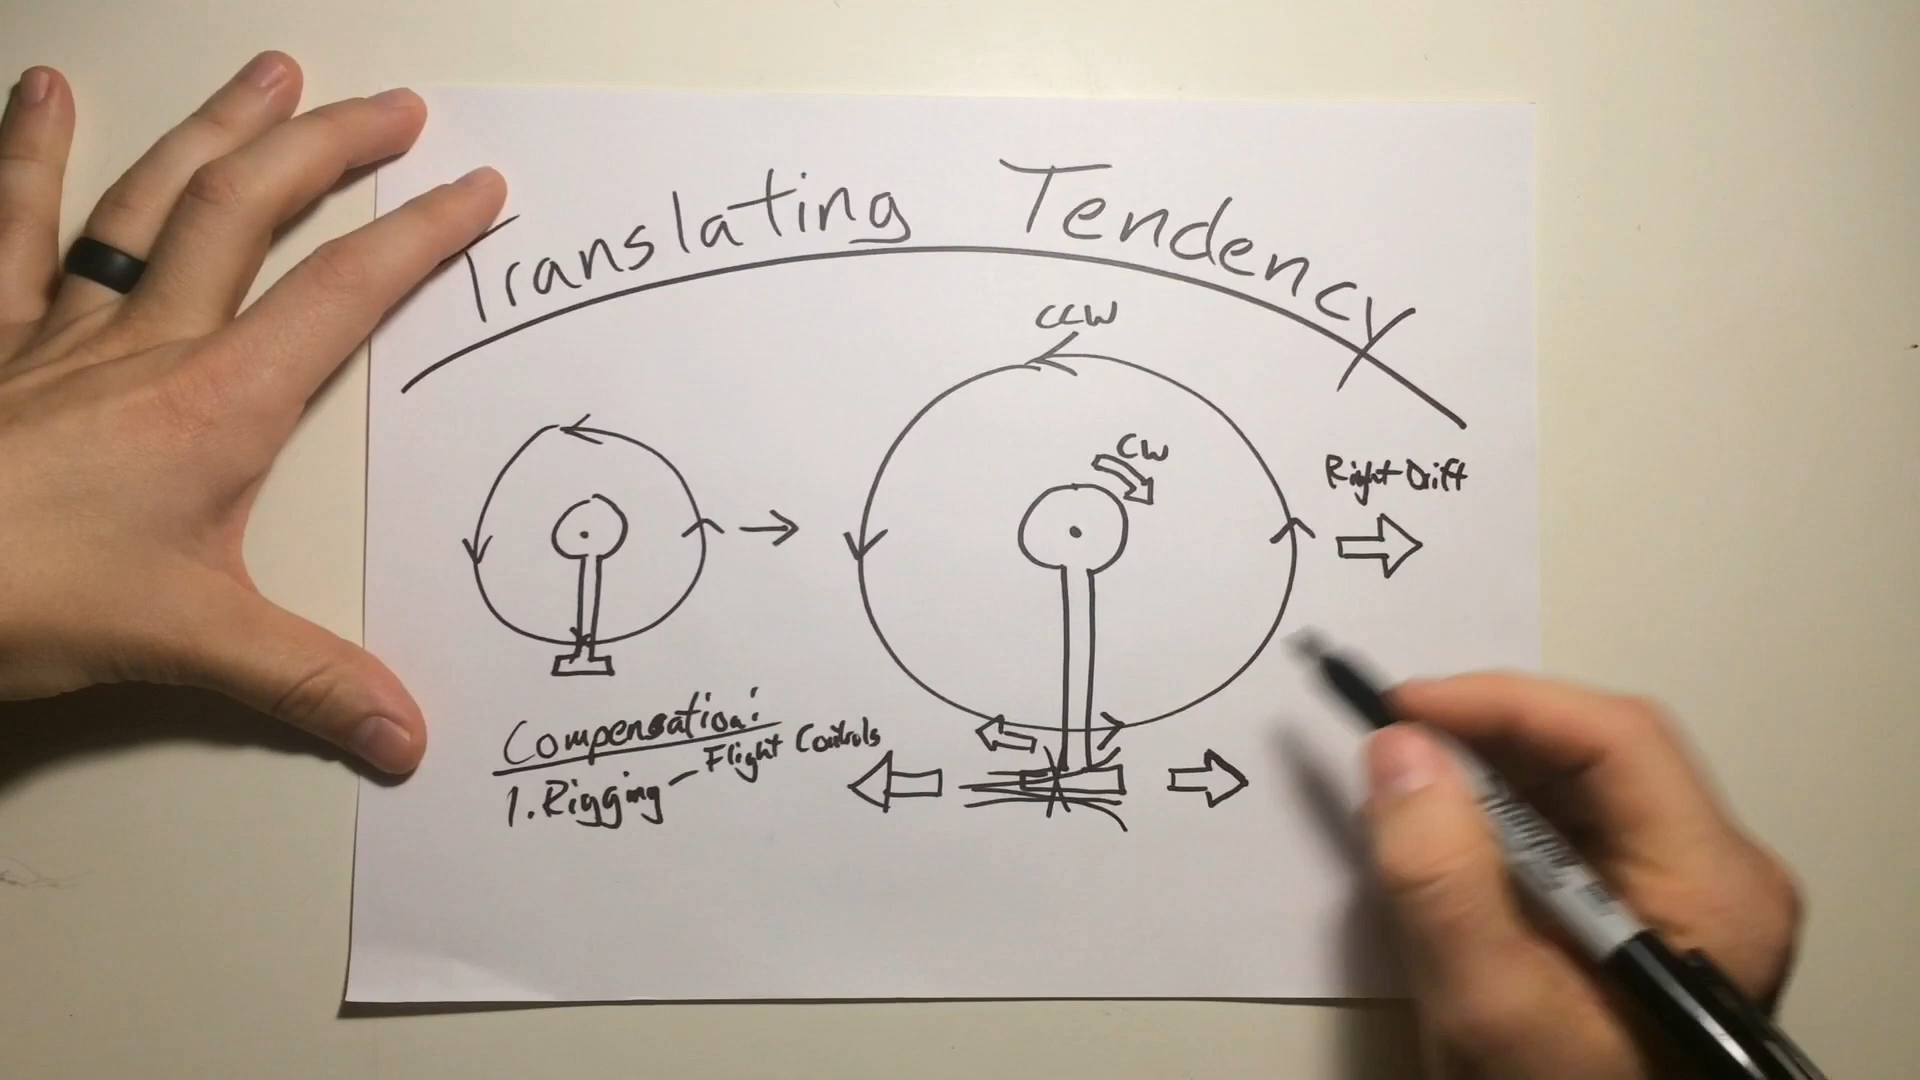 Translating Tendency
CCW
CW
Right Drift
Compensation:
1. Rigging - Flight Controls